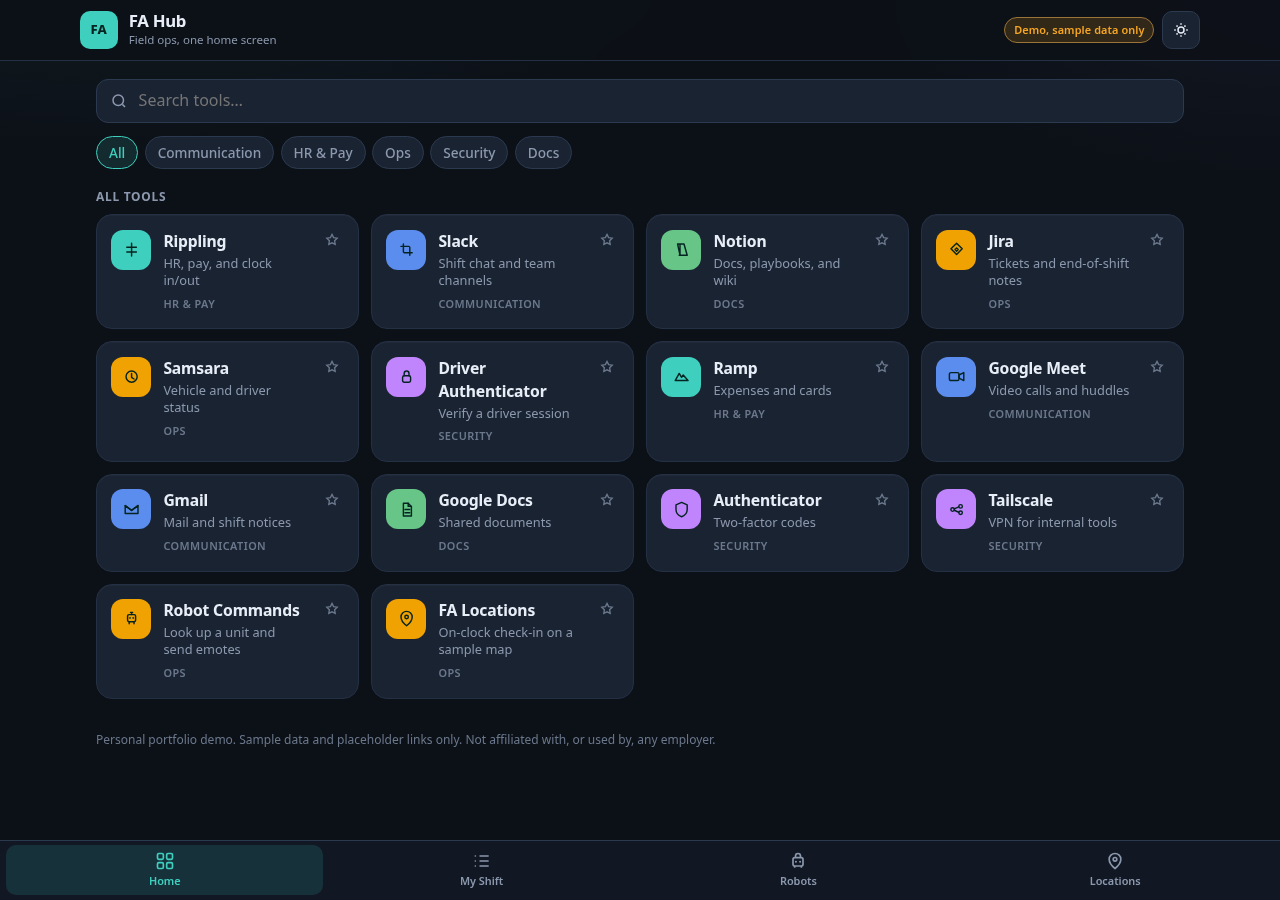 FA
FA Hub
Field ops, one home screen
Demo, sample data only
Search tools...
All
Communication
HR & Pay
Ops
Security
Docs
ALL TOOLS
Rippling
HR, pay, and clock
in/out
HR & PAY
Slack
Shift chat and team
channels
COMMUNICATION
Notion
Docs, playbooks, and
wiki
DOCS
Jira
Tickets and end-of-shift
notes
OPS
Samsara
Vehicle and driver
status
OPS
Driver
Authenticator
Verify a driver session
SECURITY
Ramp
Expenses and cards
HR & PAY
Google Meet
Video calls and huddles
COMMUNICATION
Gmail
Mail and shift notices
COMMUNICATION
Google Docs
Shared documents
DOCS
Authenticator
Two-factor codes
SECURITY
Tailscale
VPN for internal tools
SECURITY
Robot Commands
Look up a unit and
send emotes
OPS
FA Locations
On-clock check-in on a
sample map
OPS
Personal portfolio demo. Sample data and placeholder links only. Not affiliated with, or used by, any employer.
Home
My Shift
Robots
Locations